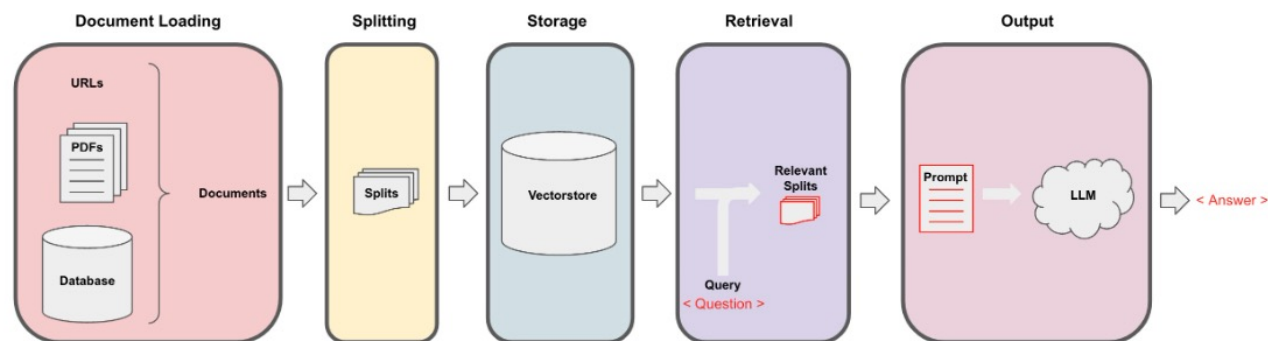 Document Loading
Splitting
Storage
Retrieval
Output
URLs
PDFs
Documents
Database
Splits
Vectorstore
Relevant
Splits
Query
< Question >
Prompt
LLM
< Answer >